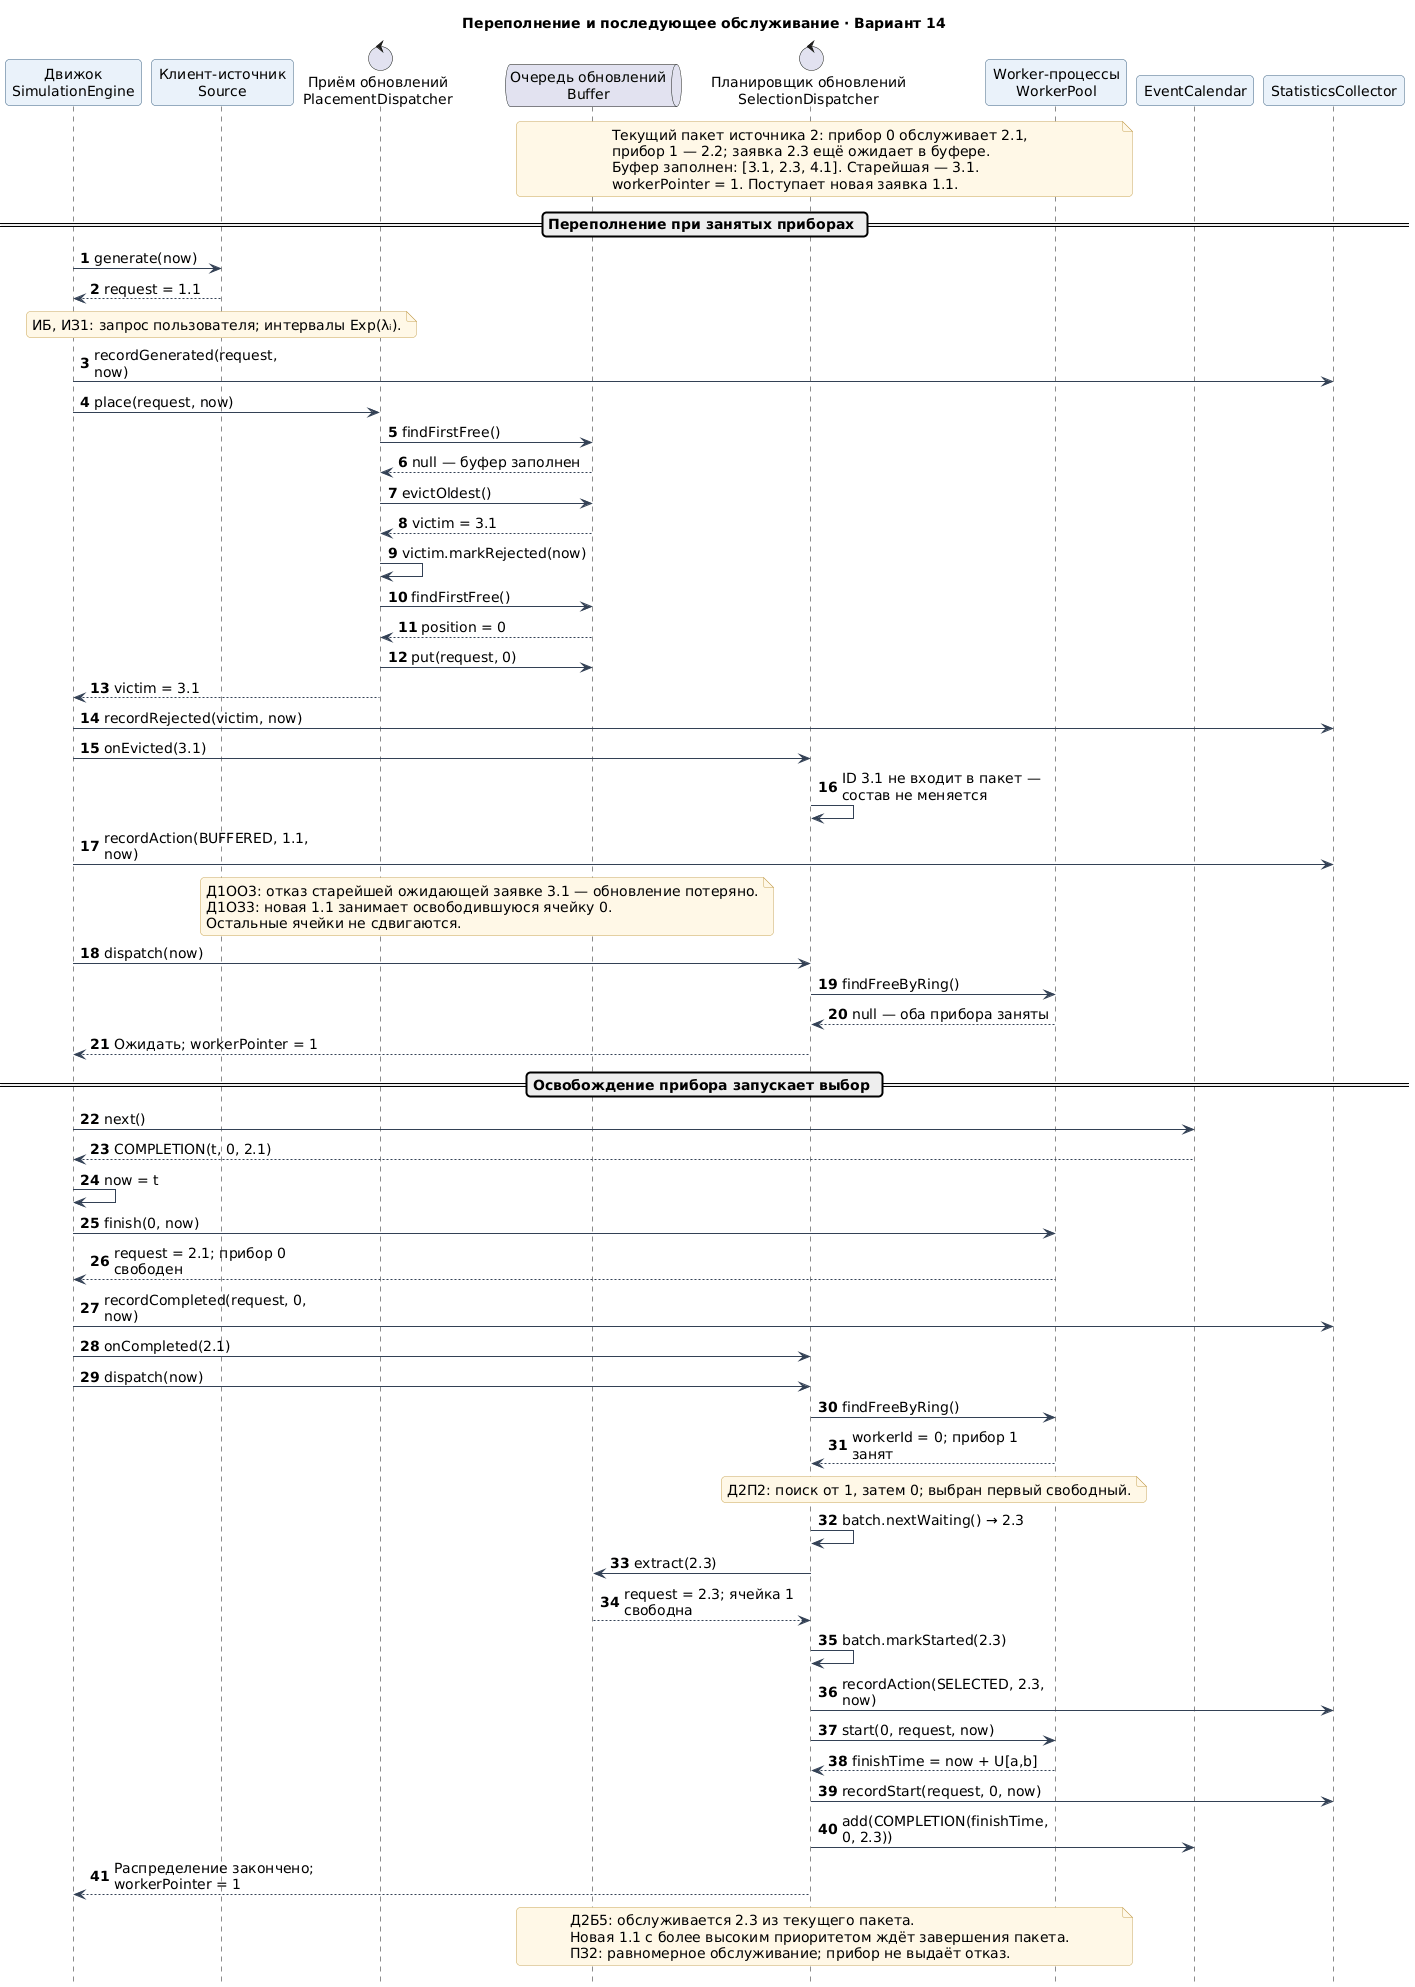 Переполнение и последующее обслуживание · Вариант 14
Движок
SimulationEngine
Клиент-источник
Source
Приём обновлений
PlacementDispatcher
Очередь обновлений
Buffer
Планировщик обновлений
SelectionDispatcher
Worker-процессы
WorkerPool
EventCalendar
StatisticsCollector
Текущий пакет источника 2: прибор 0 обслуживает 2.1,
прибор 1 — 2.2; заявка 2.3 ещё ожидает в буфере.
Буфер заполнен: [3.1, 2.3, 4.1]. Старейшая — 3.1.
workerPointer = 1. Поступает новая заявка 1.1.
Переполнение при занятых приборах
1 generate(now)
2 request = 1.1
ИБ, ИЗ1: запрос пользователя; интервалы Exp(λᵢ).
3 recordGenerated(request,
now)
4 place(request, now)
5 findFirstFree()
6 null — буфер заполнен
7 evictOldest()
8 victim = 3.1
9 victim.markRejected(now)
10 findFirstFree()
11 position = 0
12 put(request, 0)
13 victim = 3.1
14 recordRejected(victim, now)
15 onEvicted(3.1)
16 ID 3.1 не входит в пакет —
состав не меняется
17 recordAction(BUFFERED, 1.1,
now)
Д1ОО3: отказ старейшей ожидающей заявке 3.1 — обновление потеряно.
Д1ОЗ3: новая 1.1 занимает освободившуюся ячейку 0.
Остальные ячейки не сдвигаются.
18 dispatch(now)
19 findFreeByRing()
20 null — оба прибора заняты
21 Ожидать; workerPointer = 1
Освобождение прибора запускает выбор
22 next()
23 COMPLETION(t, 0, 2.1)
24 now = t
25 finish(0, now)
26 request = 2.1; прибор 0
свободен
27 recordCompleted(request, 0,
now)
28 onCompleted(2.1)
29 dispatch(now)
30 findFreeByRing()
31 workerId = 0; прибор 1
занят
Д2П2: поиск от 1, затем 0; выбран первый свободный.
32 batch.nextWaiting() → 2.3
33 extract(2.3)
34 request = 2.3; ячейка 1
свободна
35 batch.markStarted(2.3)
36 recordAction(SELECTED, 2.3,
now)
37 start(0, request, now)
38 finishTime = now + U[a,b]
39 recordStart(request, 0, now)
40 add(COMPLETION(finishTime,
0, 2.3))
41 Распределение закончено;
workerPointer = 1
Д2Б5: обслуживается 2.3 из текущего пакета.
Новая 1.1 с более высоким приоритетом ждёт завершения пакета.
ПЗ2: равномерное обслуживание; прибор не выдаёт отказ.